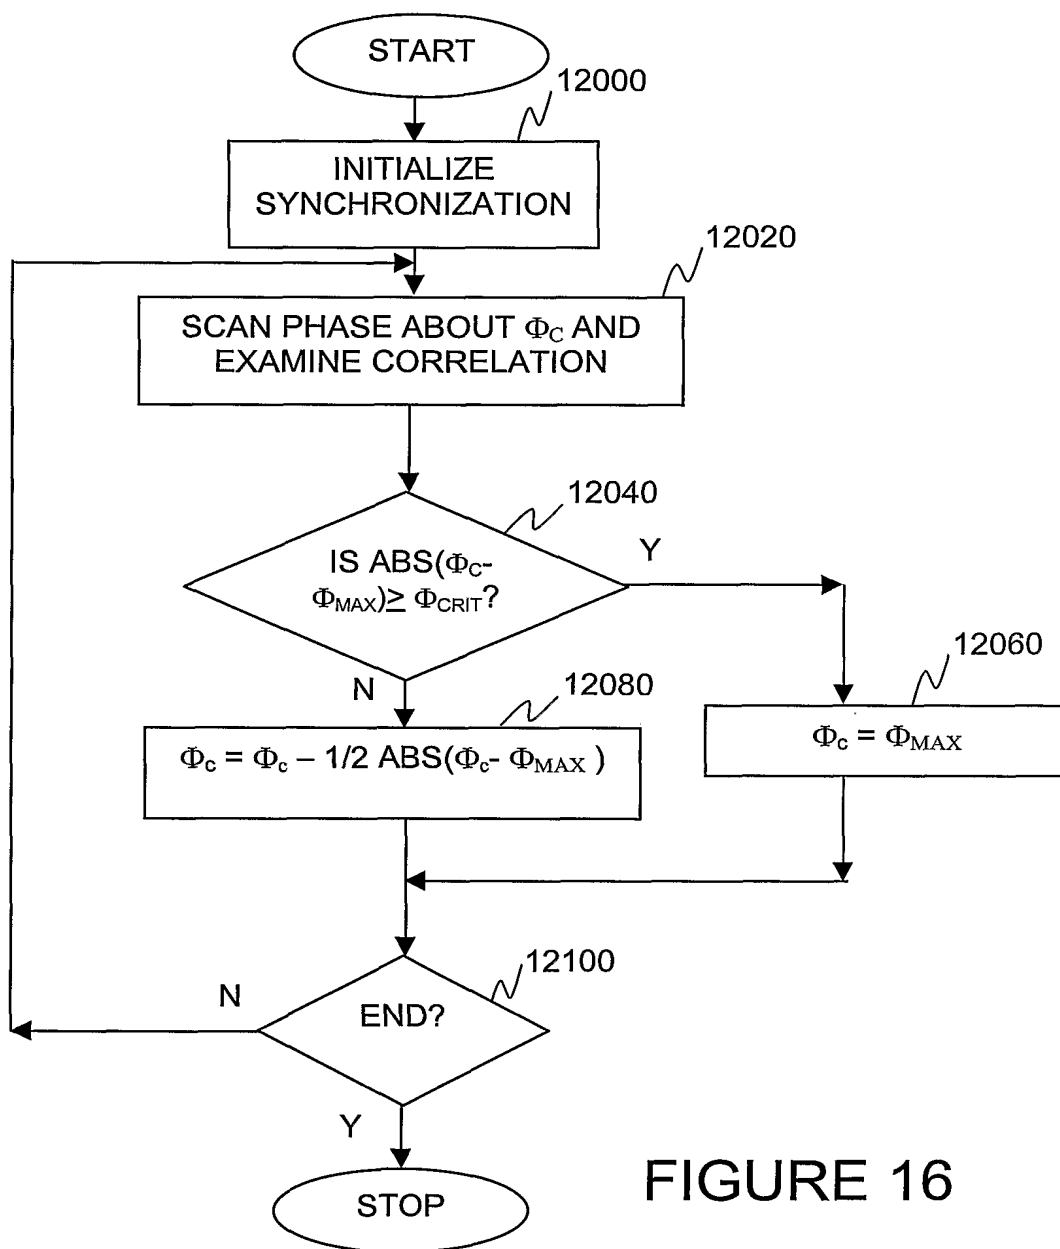 START
12000
INITIALIZE
SYNCHRONIZATION
12020
SCAN PHASE ABOUT ΦC AND
EXAMINE CORRELATION
12040
IS ABS(ΦC-
ΦMAX)≥ ΦCRIT?
Y
N
12060
Φc = ΦMAX
12080
Φc = Φc – 1/2 ABS(Φc- ΦMAX )
12100
END?
N
Y
STOP
FIGURE 16